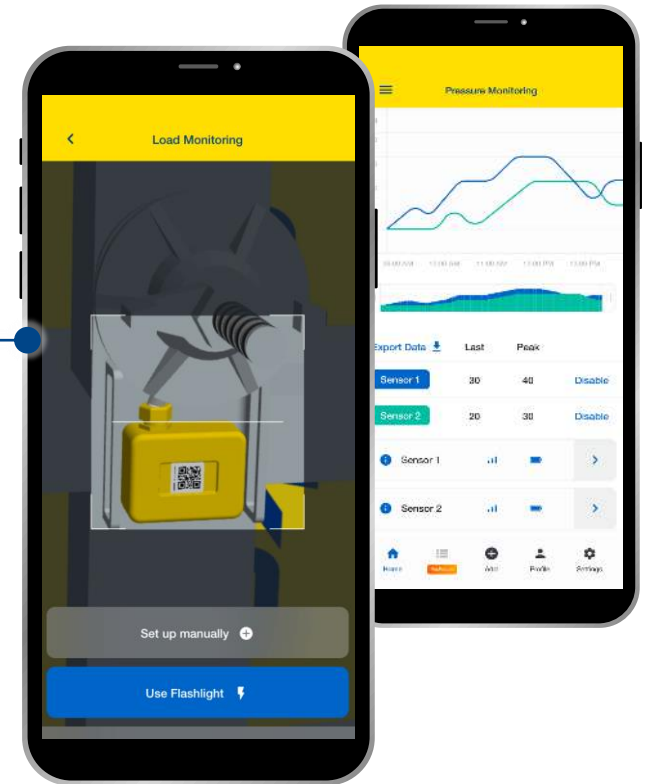 Load Monitoring
Set up manually
Use Flashlight
Pressure Monitoring
Export Data Last Peak
Sensor 1 30 40 Disable
Sensor 2 20 30 Disable
Sensor 1
Sensor 2
Home Add Profile Settings